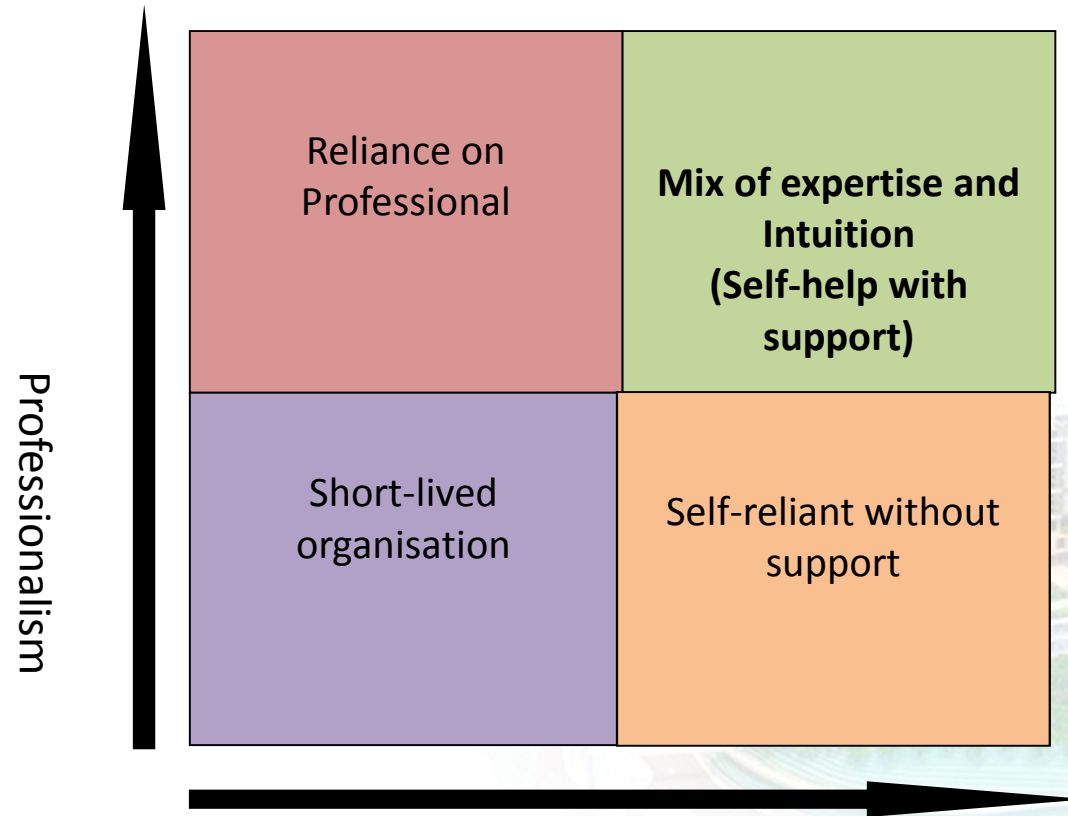 Reliance on
Professional
Mix of expertise and
Intuition
(Self-help with
support)
Professionalism
Short-lived
organisation
Self-reliant without
support